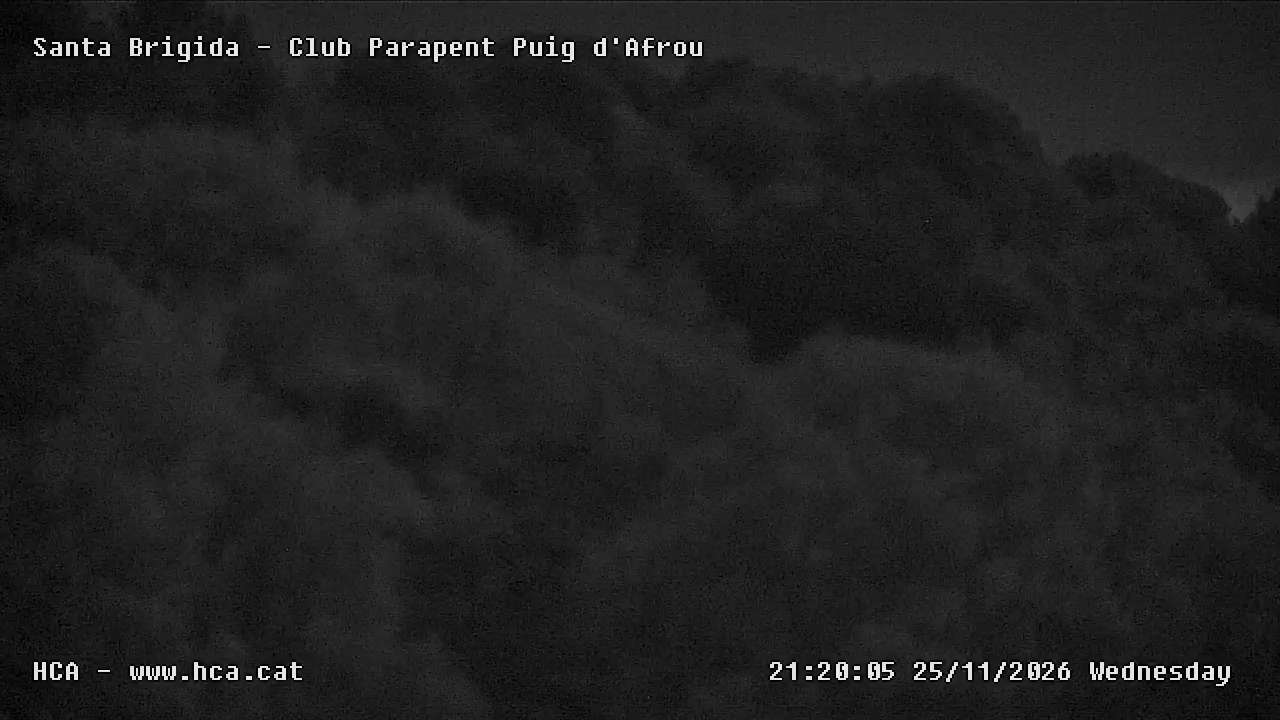 Santa Brigida - Club Parapent Puig d'Afrou
HCA - www.hca.cat
21:20:05 25/11/2026 Wednesday